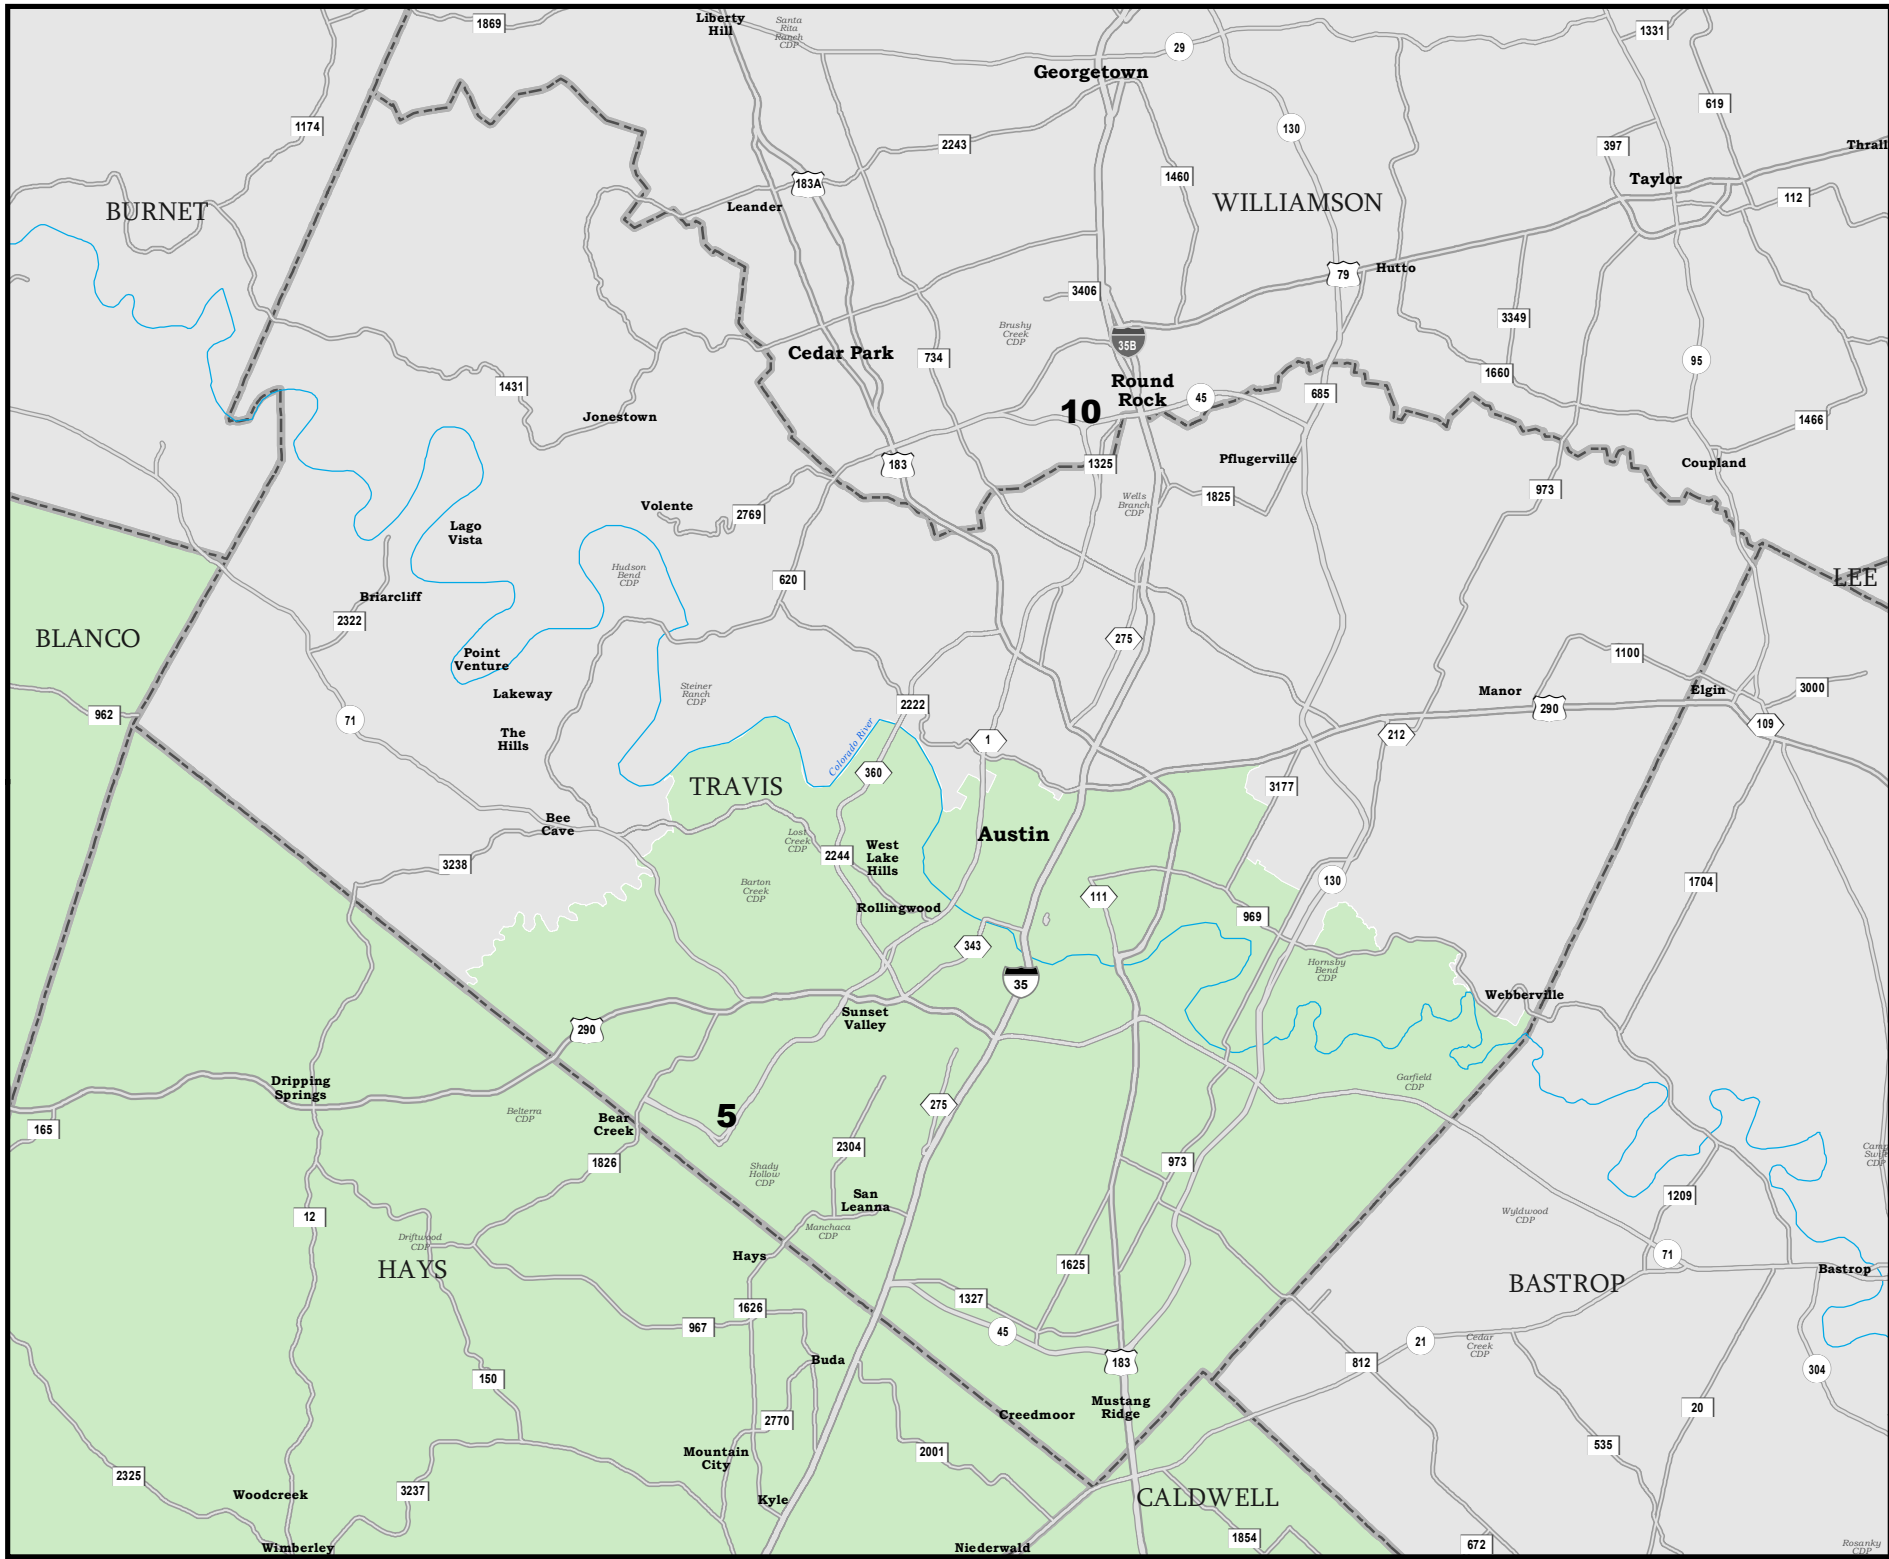 1869
Liberty
Hill
Santa
Rita
Ranch
CDP
29
1331
Georgetown
619
1174
130
2243
397
Thrall
1460
Taylor
183A
112
BURNET
Leander
WILLIAMSON
79
Hutto
3406
Brushy
Creek
CDP
3349
35B
Cedar Park
734
95
1660
1431
Round
Rock
685
45
10
Jonestown
1466
Pflugerville
183
1325
Coupland
973
1825
Wells
Branch
CDP
Volente
2769
Lago
Vista
Hudson
Bend
CDP
620
LEE
Briarcliff
2322
BLANCO
275
1100
Point
Venture
3000
Manor
Elgin
Lakeway
Steiner
Ranch
CDP
2222
290
962
71
109
212
The
Hills
1
Colorado River
360
TRAVIS
3177
Bee
Cave
Austin
Lost
Creek
CDP
West
Lake
Hills
2244
3238
130
1704
Barton
Creek
CDP
111
Rollingwood
969
343
Hornsby
Bend
CDP
35
Webberville
Sunset
Valley
290
Dripping
Springs
Garfield
CDP
275
Belterra
CDP
5
Bear
Creek
165
2304
Camp
Swift
CDP
1826
973
Shady
Hollow
CDP
San
Leanna
1209
12
Wyldwood
CDP
Manchaca
CDP
Driftwood
CDP
Hays
71
1625
HAYS
Bastrop
BASTROP
1327
1626
967
45
21
Cedar
Creek
CDP
Buda
183
812
304
150
Mustang
Ridge
20
Creedmoor
2770
535
2001
Mountain
City
2325
3237
Woodcreek
CALDWELL
Kyle
1854
672
Wimberley
Niederwald
Rosanky
CDP